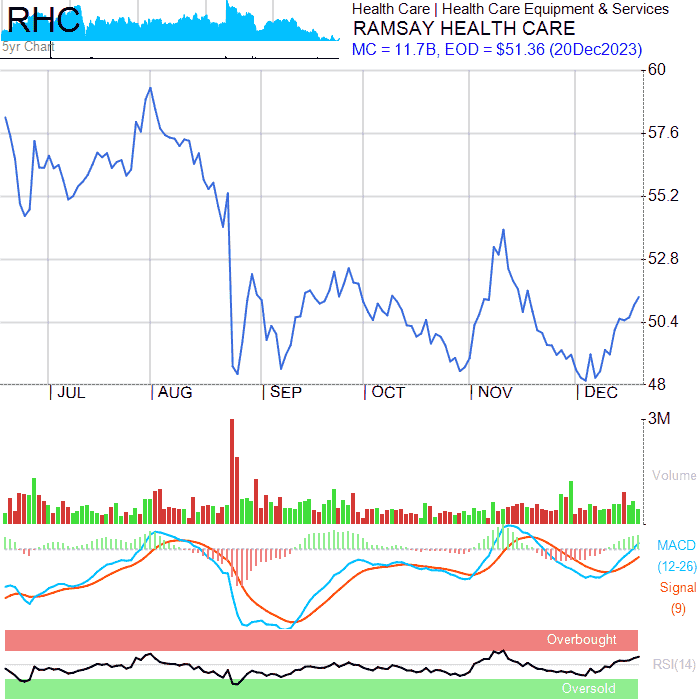 RHC
5yr Chart
Health Care | Health Care Equipment & Services
RAMSAY HEALTH CARE
MC = 11.7B, EOD = $51.36 (20Dec2023)
60
57.6
55.2
52.8
50.4
48
JUL
AUG
SEP
OCT
NOV
DEC
3M
Volume
MACD
(12-26)
Signal
(9)
Overbought
RSI(14)
Oversold